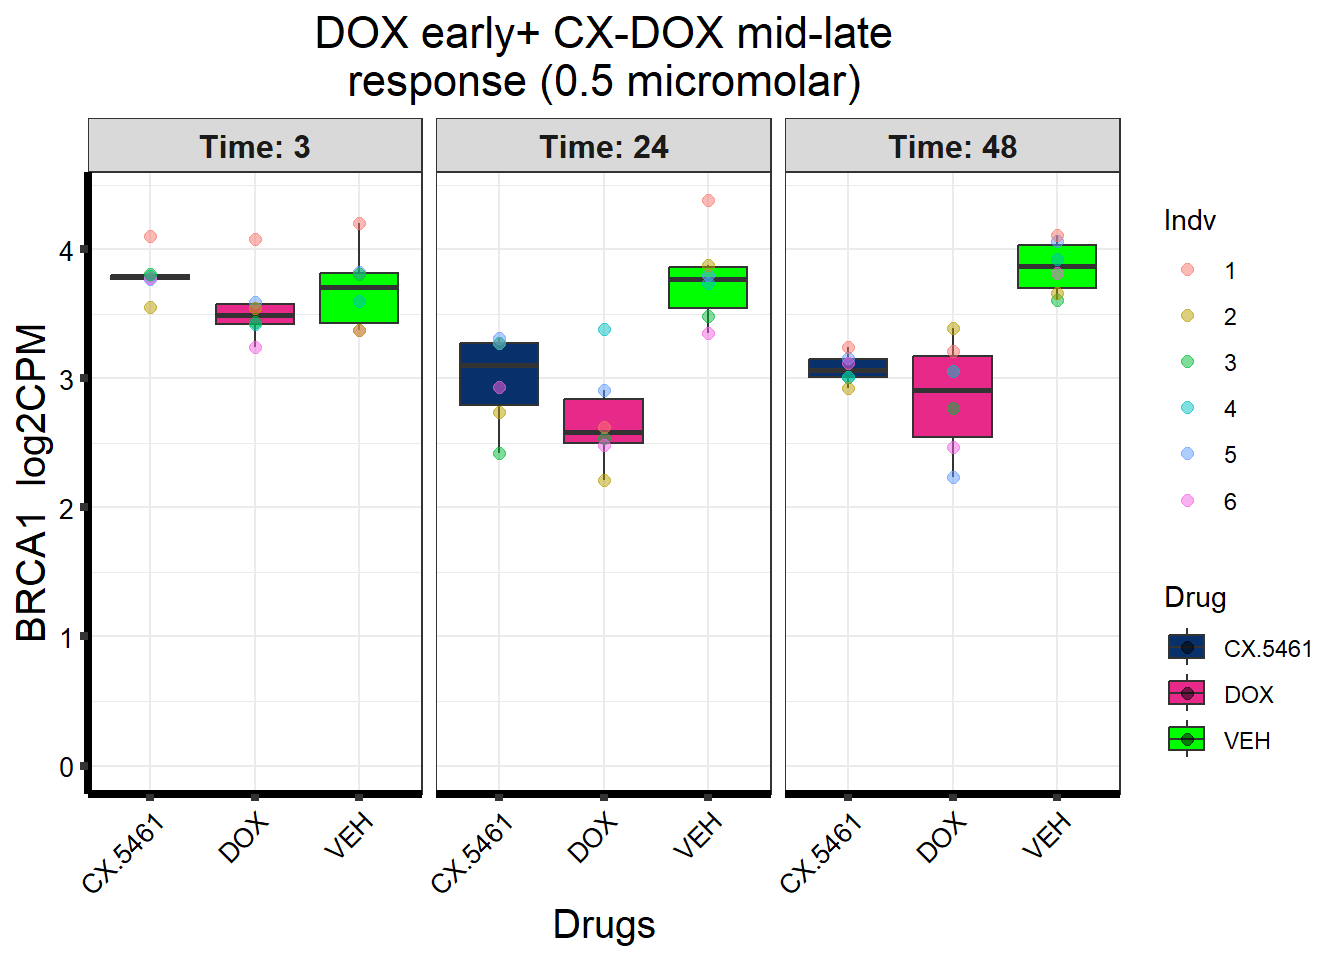 DOX early+ CX-DOX mid-late
response (0.5 micromolar)
Time: 3
Time: 24
Time: 48
BRCA1 log2CPM
4
3
2
1
0
CX.5461
DOX
VEH
CX.5461
DOX
VEH
CX.5461
DOX
VEH
Drugs
Indv
1
2
3
4
5
6
Drug
CX.5461
DOX
VEH